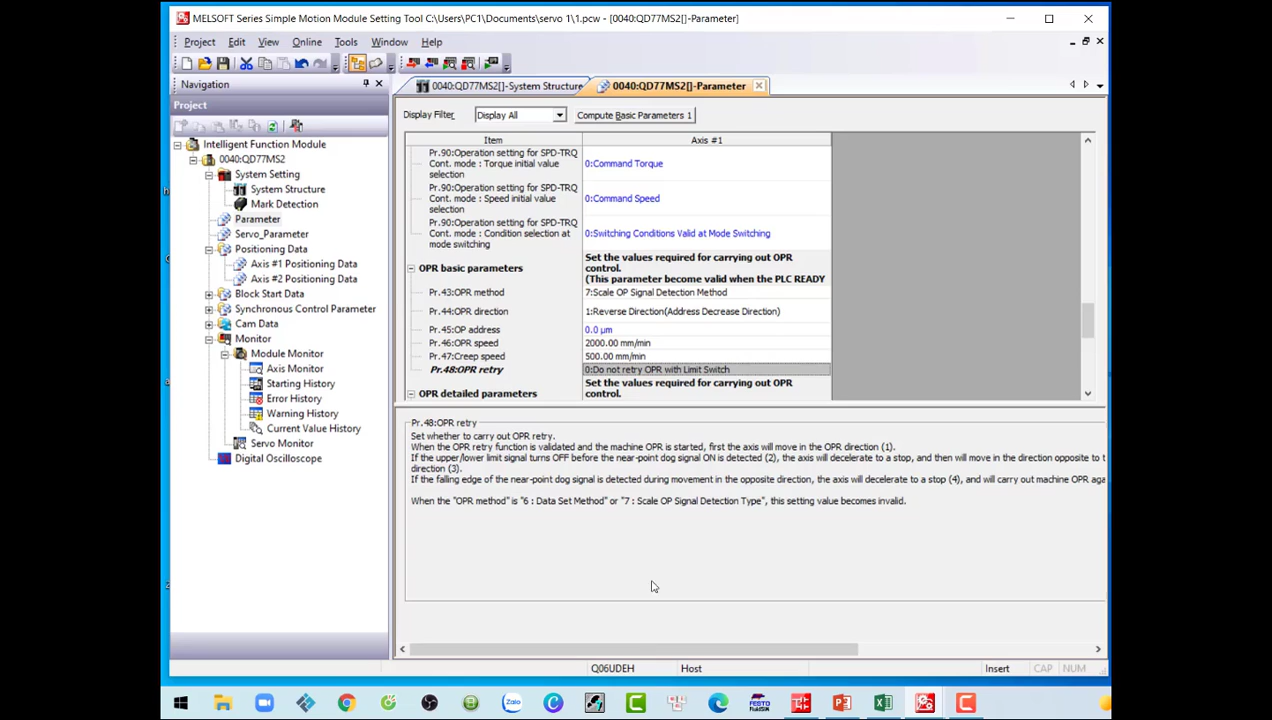 MELSOFT Series Simple Motion Module Setting Tool C:\Users\PC1\Documents\servo 1\1.pcw - [0040:QD77MS2[]-Parameter]
Project Edit View Online Tools Window Help
Navigation
0040:QD77MS2[]-System Structure
0040:QD77MS2[]-Parameter
Project
Display Filter
Display All
Compute Basic Parameters 1
Intelligent Function Module
0040:QD77MS2
System Setting
System Structure
Mark Detection
Parameter
Servo_Parameter
Positioning Data
Axis #1 Positioning Data
Axis #2 Positioning Data
Block Start Data
Synchronous Control Parameter
Cam Data
Monitor
Module Monitor
Axis Monitor
Starting History
Error History
Warning History
Current Value History
Servo Monitor
Digital Oscilloscope
Item Axis #1
Pr.90:Operation setting for SPD-TRQ
Cont. mode : Torque initial value
selection
0:Command Torque
Pr.90:Operation setting for SPD-TRQ
Cont. mode : Speed initial value
selection
0:Command Speed
Pr.90:Operation setting for SPD-TRQ
Cont. mode : Condition selection at
mode switching
0:Switching Conditions Valid at Mode Switching
OPR basic parameters
Set the values required for carrying out OPR
control.
(This parameter become valid when the PLC READY
Pr.43:OPR method 7:Scale OP Signal Detection Method
Pr.44:OPR direction 1:Reverse Direction(Address Decrease Direction)
Pr.45:OP address 0.0 µm
Pr.46:OPR speed 2000.00 mm/min
Pr.47:Creep speed 500.00 mm/min
Pr.48:OPR retry 0:Do not retry OPR with Limit Switch
OPR detailed parameters
Set the values required for carrying out OPR
control.
Pr.48:OPR retry
Set whether to carry out OPR retry.
When the OPR retry function is validated and the machine OPR is started, first the axis will move in the OPR direction (1).
If the upper/lower limit signal turns OFF before the near-point dog signal ON is detected (2), the axis will decelerate to a stop, and then will move in the direction opposite to t
direction (3).
If the falling edge of the near-point dog signal is detected during movement in the opposite direction, the axis will decelerate to a stop (4), and will carry out machine OPR aga
When the "OPR method" is "6 : Data Set Method" or "7 : Scale OP Signal Detection Type", this setting value becomes invalid.
Q06UDEH Host Insert CAP NUM
Zalo
FESTO